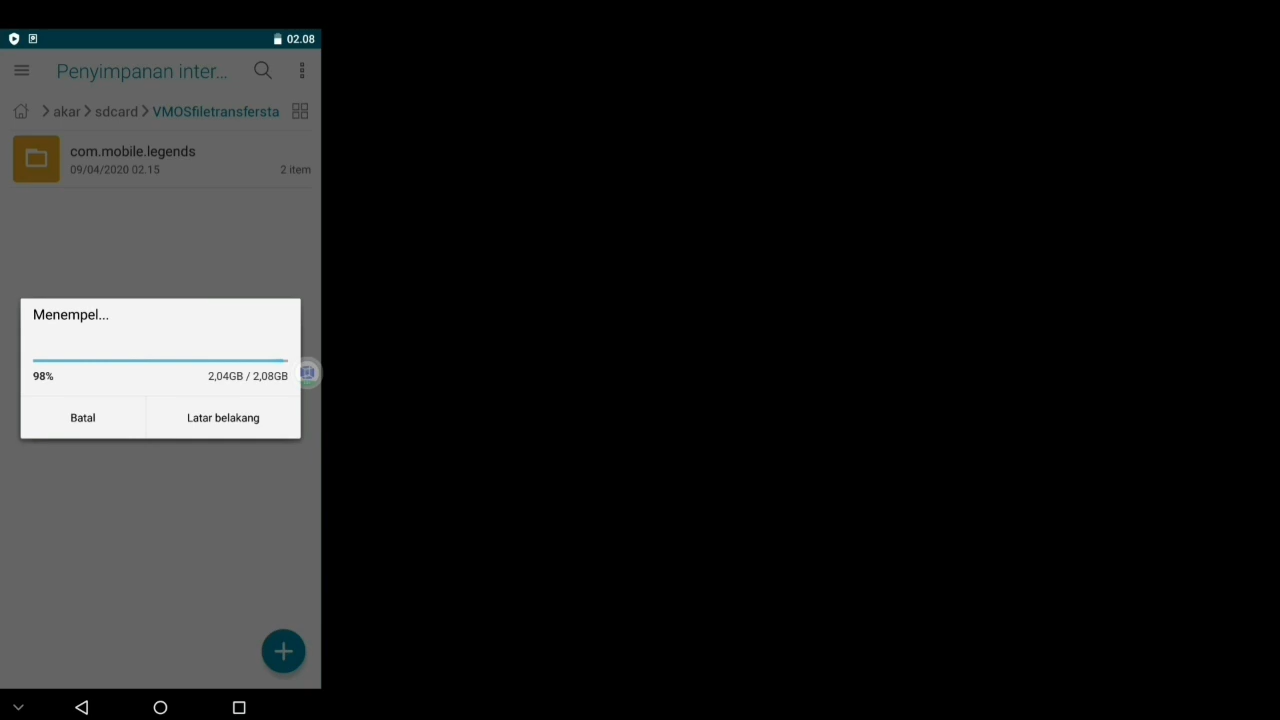 02.08
Penyimpanan inter...
akar sdcard VMOSfiletransfersta
com.mobile.legends
09/04/2020 02.15 2 item
Menempel...
98% 2,04GB / 2,08GB
Batal Latar belakang